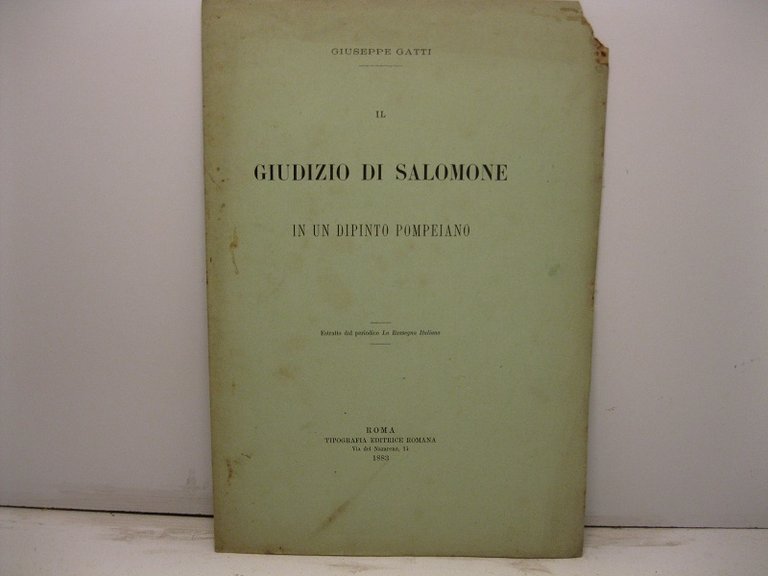 GIUSEPPE GATTI
IL
GIUDIZIO DI SALOMONE
IN UN DIPINTO POMPEIANO
Estratto dal periodico La Rassegna Italiana
ROMA
TIPOGRAFIA EDITRICE ROMANA
Via del Nazareno, 14
1883